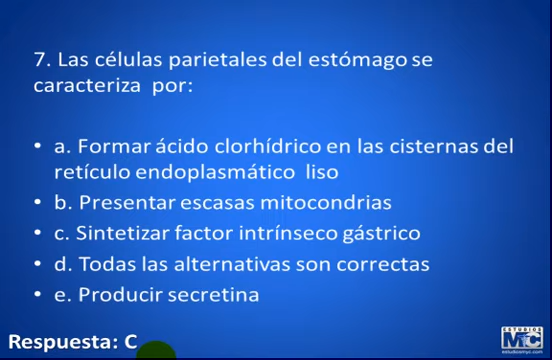 7. Las células parietales del estómago se
caracteriza por:
• a. Formar ácido clorhídrico en las cisternas del
retículo endoplasmático liso
• b. Presentar escasas mitocondrias
• c. Sintetizar factor intrínseco gástrico
• d. Todas las alternativas son correctas
• e. Producir secretina
Respuesta: C
ESTUDIOS
MyC
estudiosmyc.com